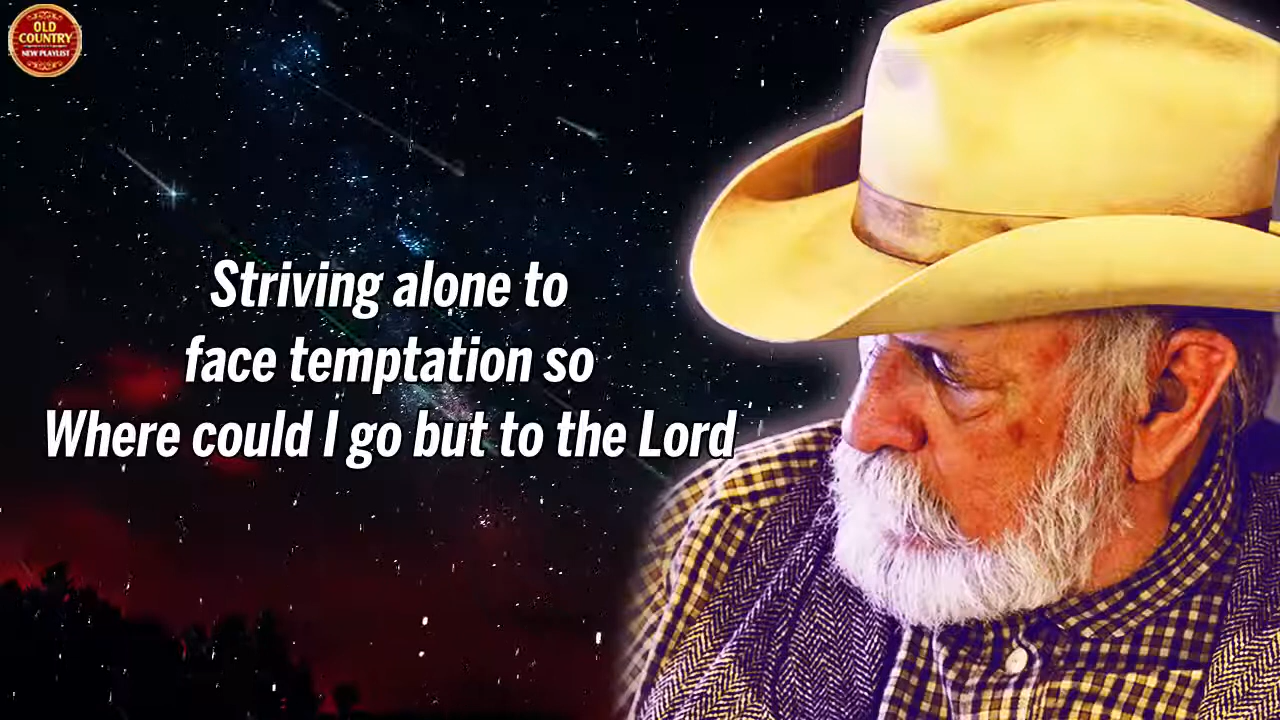 OLD
COUNTRY
NEW PLAYLIST
Striving alone to
face temptation so
Where could I go but to the Lord